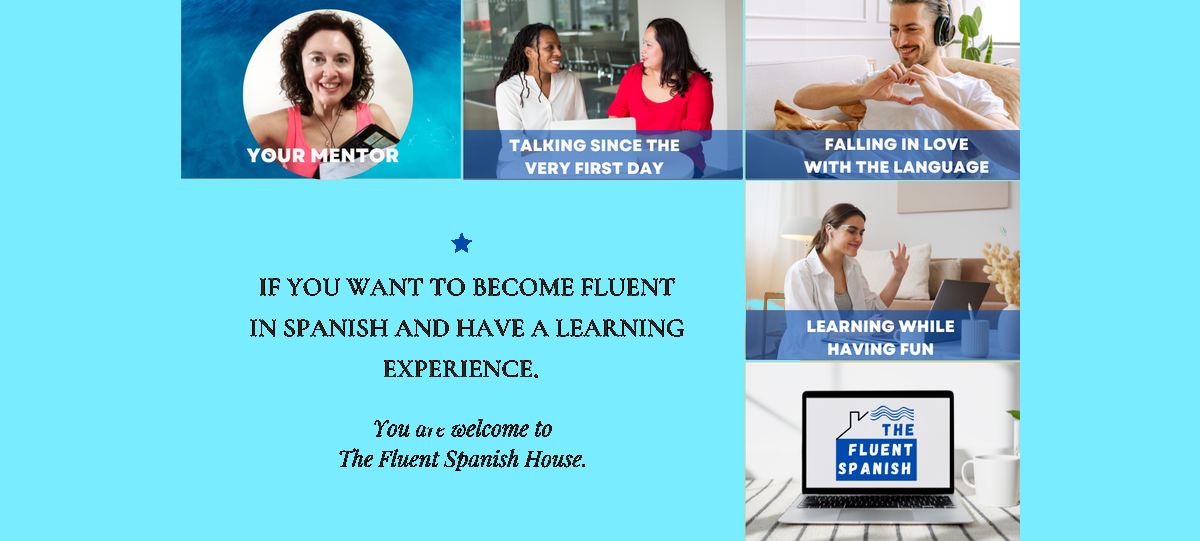 YOUR MENTOR
TALKING SINCE THE
VERY FIRST DAY
FALLING IN LOVE
WITH THE LANGUAGE
IF YOU WANT TO BECOME FLUENT
IN SPANISH AND HAVE A LEARNING
EXPERIENCE.
You are welcome to
The Fluent Spanish House.
LEARNING WHILE
HAVING FUN
THE
FLUENT
SPANISH